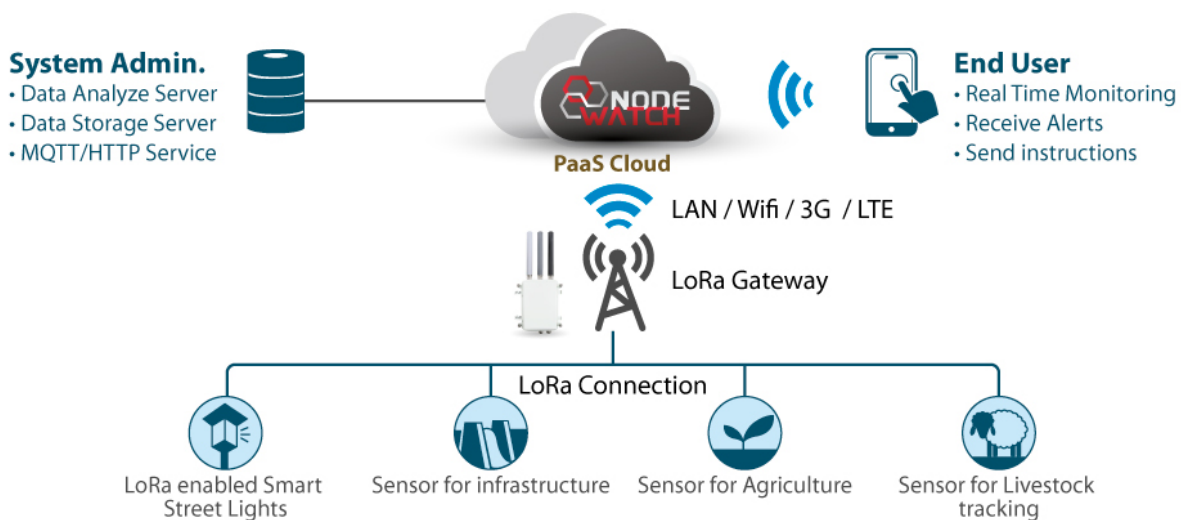 System Admin.
• Data Analyze Server
• Data Storage Server
• MQTT/HTTP Service
NODE
WATCH
PaaS Cloud
End User
• Real Time Monitoring
• Receive Alerts
• Send instructions
LAN / Wifi / 3G / LTE
LoRa Gateway
LoRa Connection
LoRa enabled Smart
Street Lights
Sensor for infrastructure
Sensor for Agriculture
Sensor for Livestock
tracking